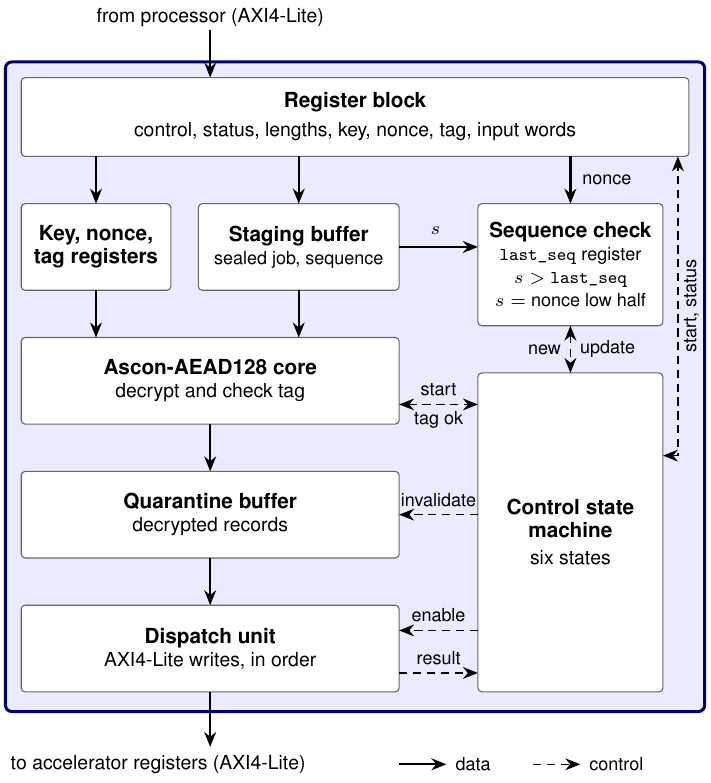 from processor (AXI4-Lite)
Register block
control, status, lengths, key, nonce, tag, input words
nonce
Key, nonce,
tag registers
Staging buffer
sealed job, sequence
s
Sequence check
last_seq register
s > last_seq
s = nonce low half
start, status
new
update
Ascon-AEAD128 core
decrypt and check tag
start
tag ok
Quarantine buffer
decrypted records
invalidate
Control state
machine
six states
Dispatch unit
AXI4-Lite writes, in order
enable
result
to accelerator registers (AXI4-Lite)
data
control